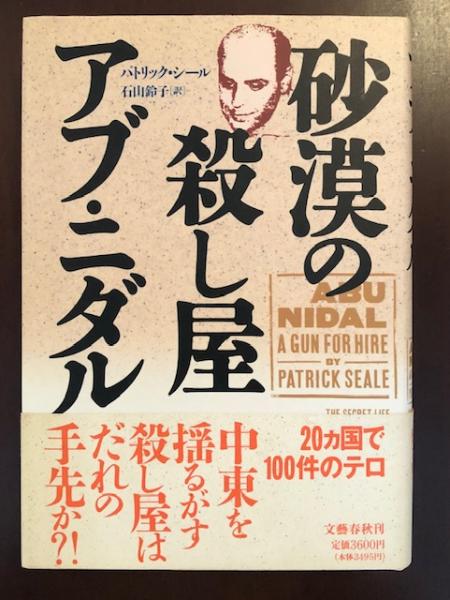 砂漠の
殺し屋
アブ・ニダル
パトリック・シール
石山鈴子[訳]
ABU
NIDAL
A GUN FOR HIRE
BY
PATRICK SEALE
THE SECRET LIFE
20ヵ国で
100件のテロ
中東を
揺るがす
殺し屋は
だれの
手先か?!
文藝春秋刊
定価3600円
(本体3495円)